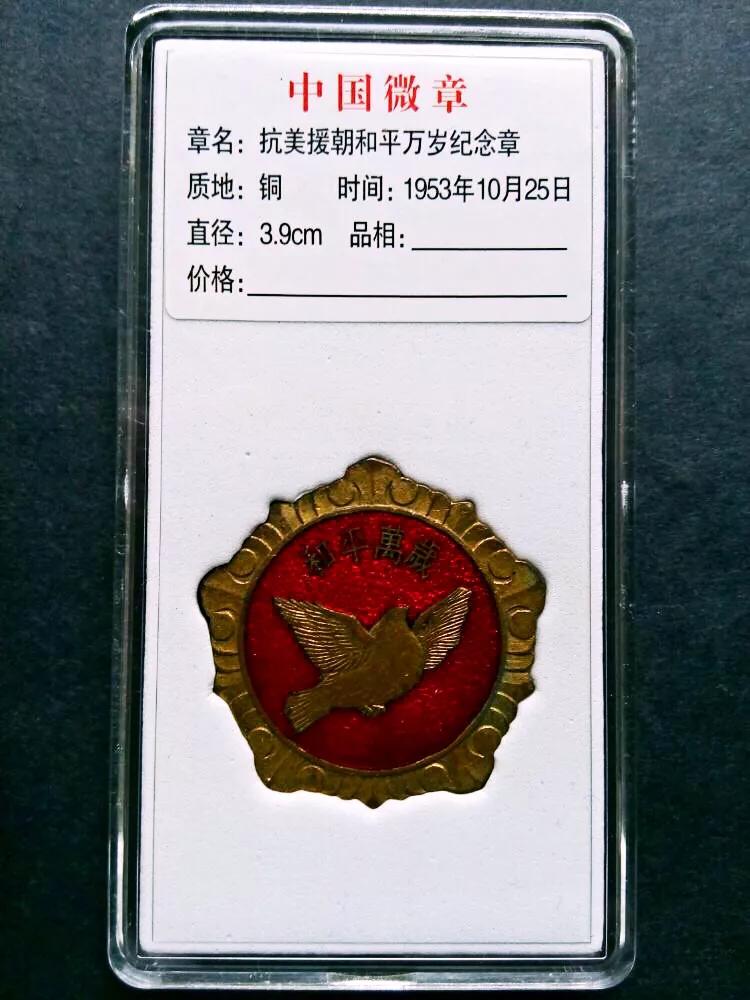 中国微章
章名：抗美援朝和平万岁纪念章
质地：铜 时间：1953年10月25日
直径：3.9cm 品相：
价格：
和平萬歲